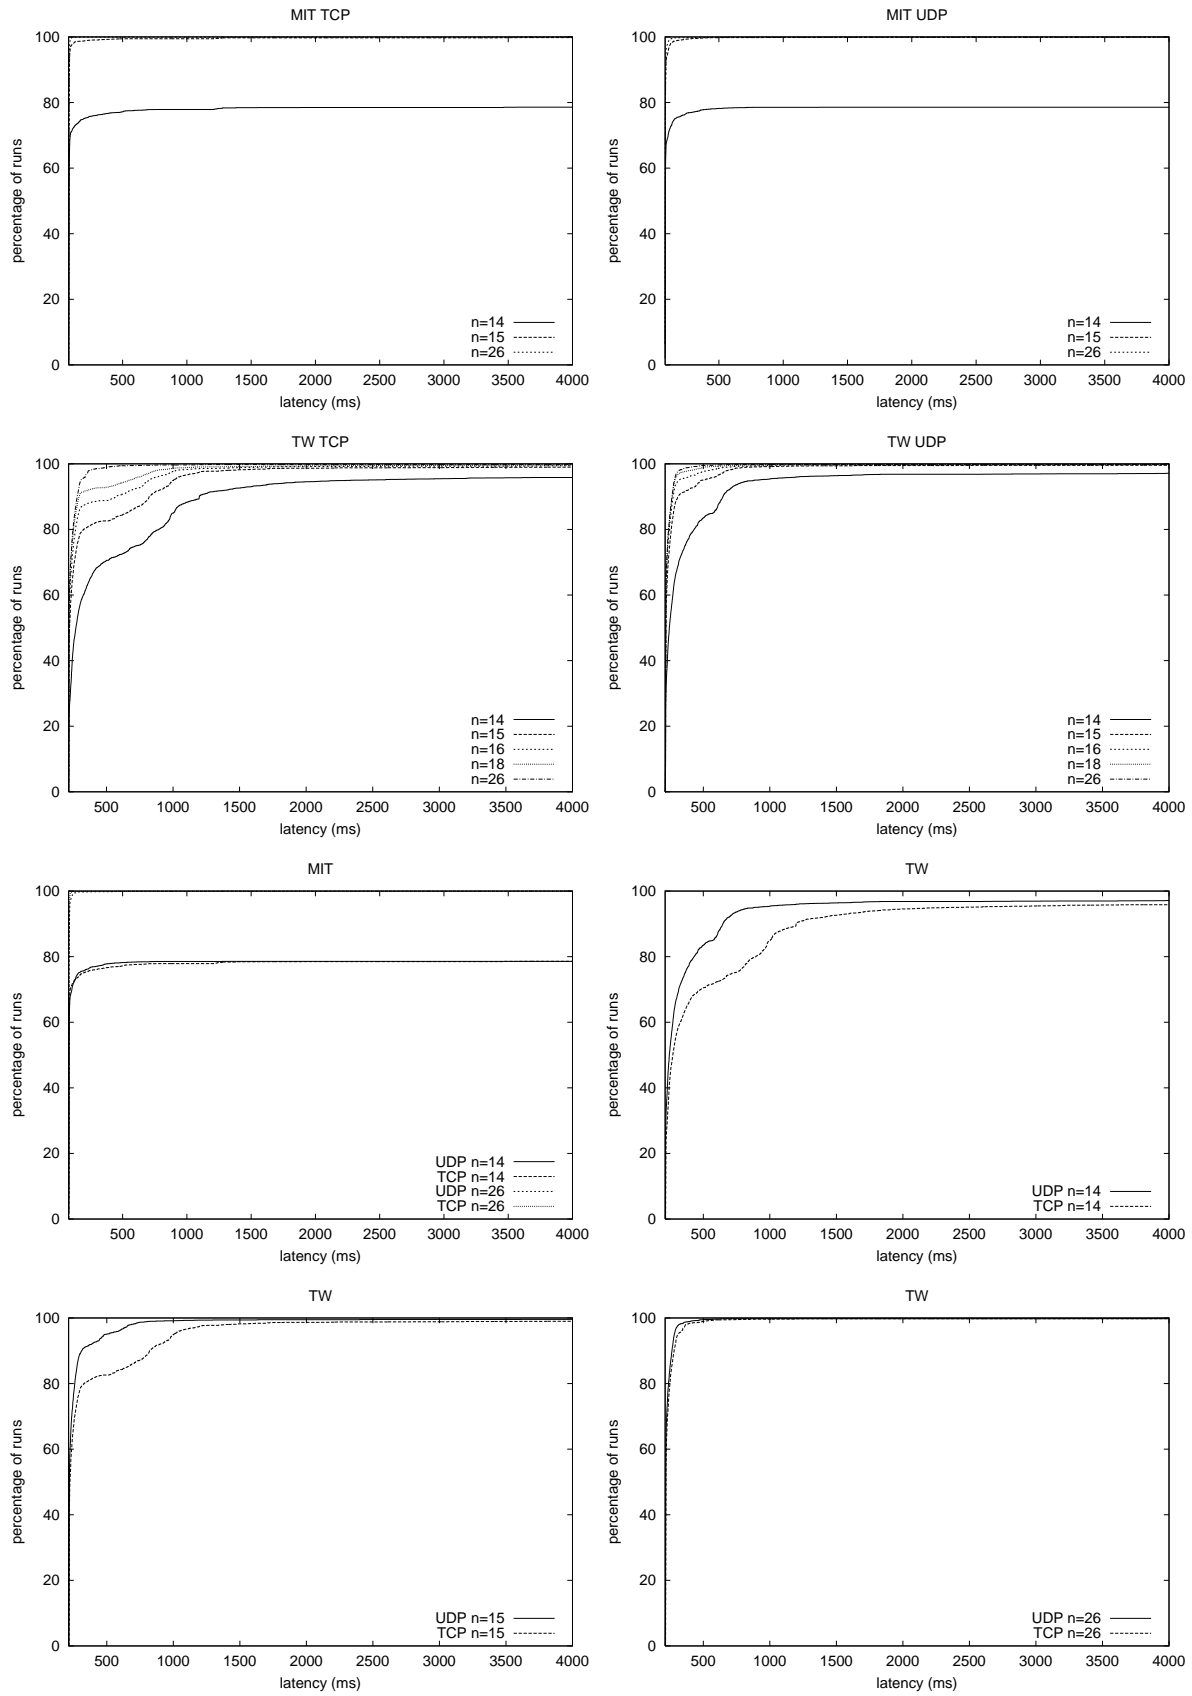 MIT TCP
percentage of runs
100
80
60
40
20
0
n=14
n=15
n=26
500 1000 1500 2000 2500 3000 3500 4000
latency (ms)
MIT UDP
percentage of runs
100
80
60
40
20
0
n=14
n=15
n=26
500 1000 1500 2000 2500 3000 3500 4000
latency (ms)
TW TCP
percentage of runs
100
80
60
40
20
0
n=14
n=15
n=16
n=18
n=26
500 1000 1500 2000 2500 3000 3500 4000
latency (ms)
TW UDP
percentage of runs
100
80
60
40
20
0
n=14
n=15
n=16
n=18
n=26
500 1000 1500 2000 2500 3000 3500 4000
latency (ms)
MIT
percentage of runs
100
80
60
40
20
0
UDP n=14
TCP n=14
UDP n=26
TCP n=26
500 1000 1500 2000 2500 3000 3500 4000
latency (ms)
TW
percentage of runs
100
80
60
40
20
0
UDP n=14
TCP n=14
500 1000 1500 2000 2500 3000 3500 4000
latency (ms)
TW
percentage of runs
100
80
60
40
20
0
UDP n=15
TCP n=15
500 1000 1500 2000 2500 3000 3500 4000
latency (ms)
TW
percentage of runs
100
80
60
40
20
0
UDP n=26
TCP n=26
500 1000 1500 2000 2500 3000 3500 4000
latency (ms)